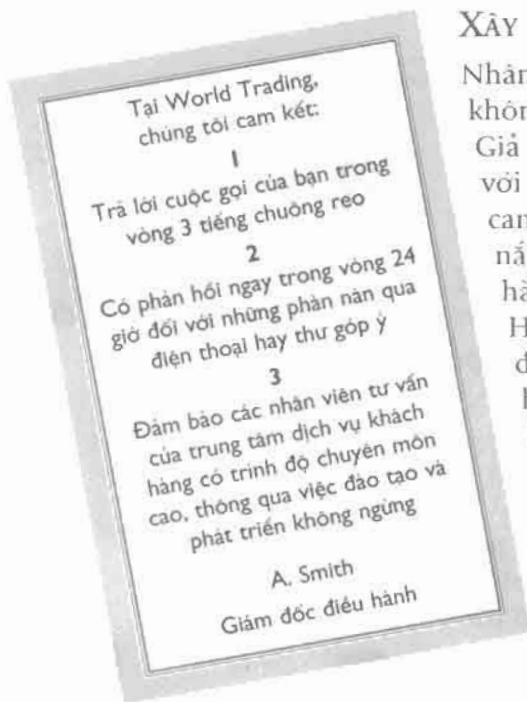 Tại World Trading,
chúng tôi cam kết:
1
Trả lời cuộc gọi của bạn trong
vòng 3 tiếng chuông reo
2
Có phản hồi ngay trong vòng 24
giờ đối với những phàn nàn qua
điện thoại hay thư góp ý
3
Đảm bảo các nhân viên tư vấn
của trung tâm dịch vụ khách
hàng có trình độ chuyên môn
cao, thông qua việc đào tạo và
phát triển không ngừng
A. Smith
Giám đốc điều hành
XÂY
Nhân
khôn
Giả
với
can
nắ
hà
H